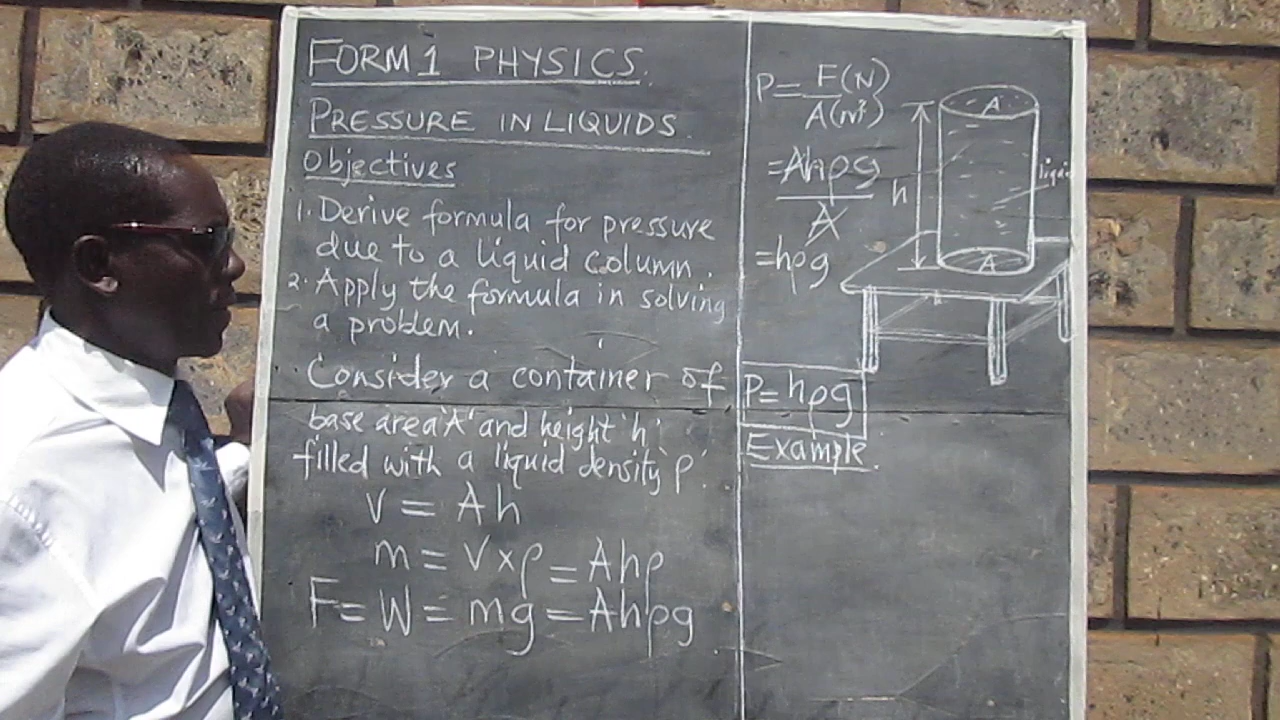 FORM 1 PHYSICS.
PRESSURE IN LIQUIDS.
Objectives
1. Derive formula for pressure
due to a liquid column.
2. Apply the formula in solving
a problem.
Consider a container of
base area 'A' and height 'h'
filled with a liquid density 'ρ'.
V = Ah
m = V×ρ = Ahρ
F = W = mg = Ahρg
P = F(N)
A(m²)
= Ahρg
A
= hρg
A
h
liquid
A
P = hρg
Example.